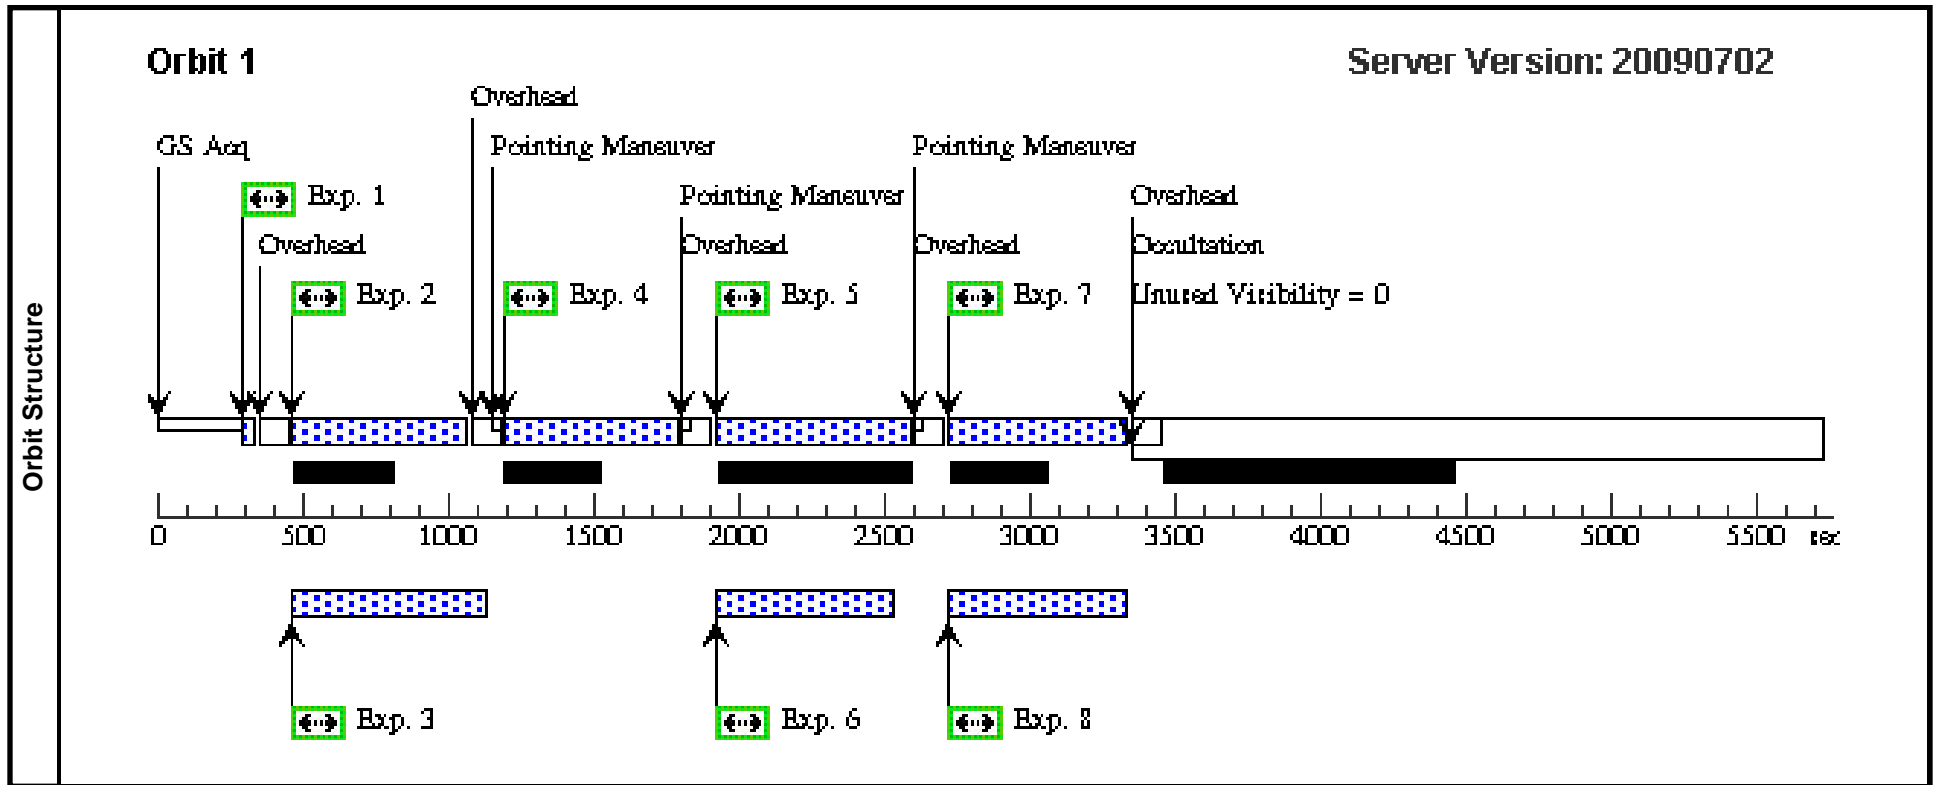 Orbit 1
Server Version: 20090702
Overhead
GS Acq
Pointing Maneuver
Pointing Maneuver
Exp. 1
Pointing Maneuver
Overhead
Overhead
Overhead
Overhead
Occultation
Exp. 2
Exp. 4
Exp. 5
Exp. 7
Unused Visibility = 0
Orbit Structure
0
500
1000
1500
2000
2500
3000
3500
4000
4500
5000
5500
sec
Exp. 3
Exp. 6
Exp. 8